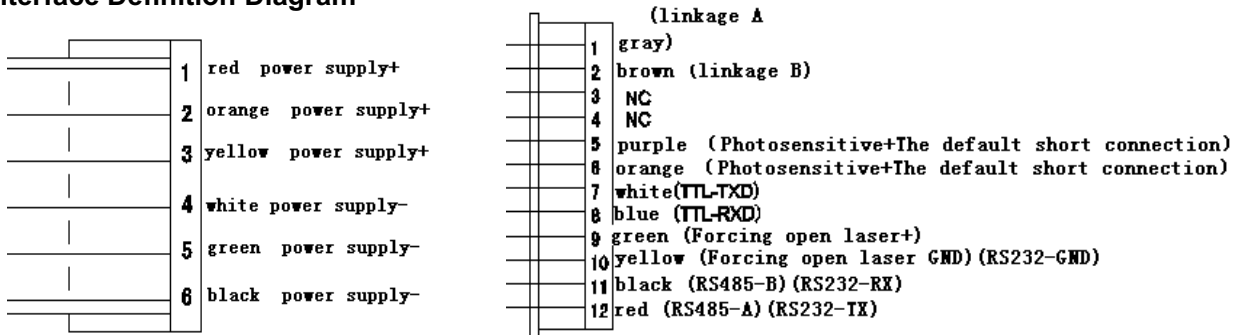 Interface Definition Diagram
1 red power supply+
2 orange power supply+
3 yellow power supply+
4 white power supply-
5 green power supply-
6 black power supply-
(linkage A
1 gray)
2 brown (linkage B)
3 NC
4 NC
5 purple (Photosensitive+The default short connection)
6 orange (Photosensitive+The default short connection)
7 white(TTL-TXD)
8 blue (TTL-RXD)
9 green (Forcing open laser+)
10 yellow (Forcing open laser GND)(RS232-GND)
11 black (RS485-B)(RS232-RX)
12 red (RS485-A)(RS232-TX)